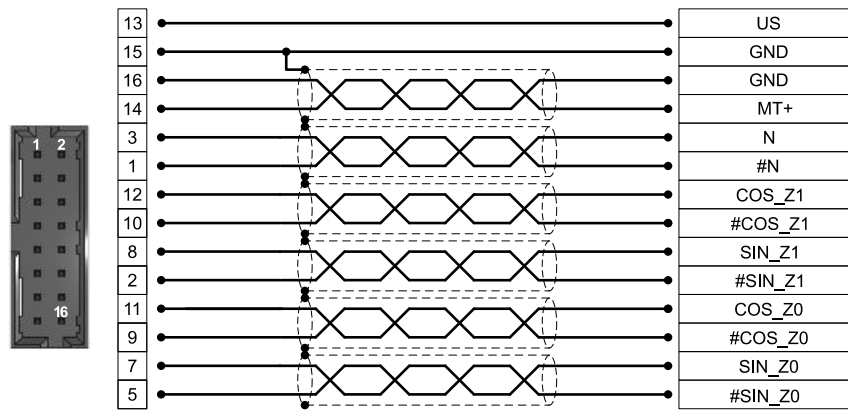 13 US
15 GND
16 GND
14 MT+
3 N
1 #N
12 COS_Z1
10 #COS_Z1
8 SIN_Z1
2 #SIN_Z1
11 COS_Z0
9 #COS_Z0
7 SIN_Z0
5 #SIN_Z0
1 2
16